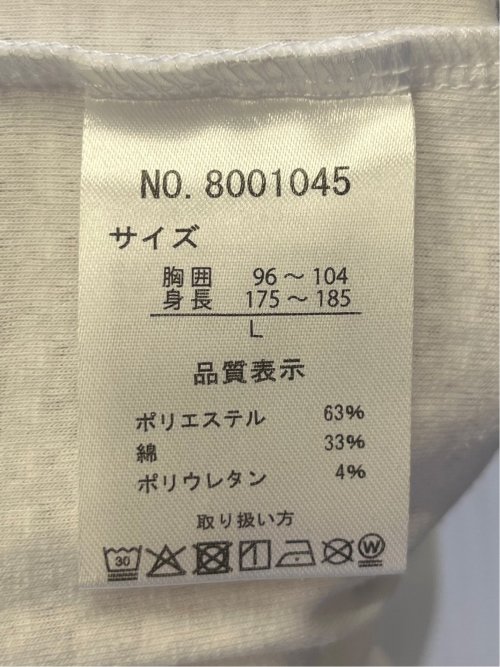 NO. 8001045
サイズ
胸囲 96～104
身長 175～185
L
品質表示
ポリエステル 63%
綿 33%
ポリウレタン 4%
取り扱い方
30 W